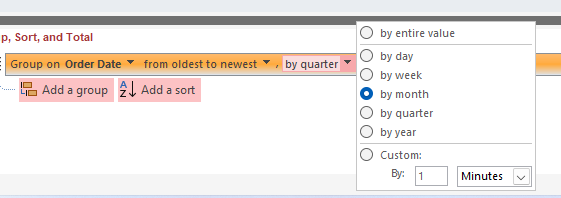 p, Sort, and Total
Group on Order Date from oldest to newest , by quarter
Add a group A Z Add a sort
by entire value
by day
by week
by month
by quarter
by year
Custom:
By: 1 Minutes